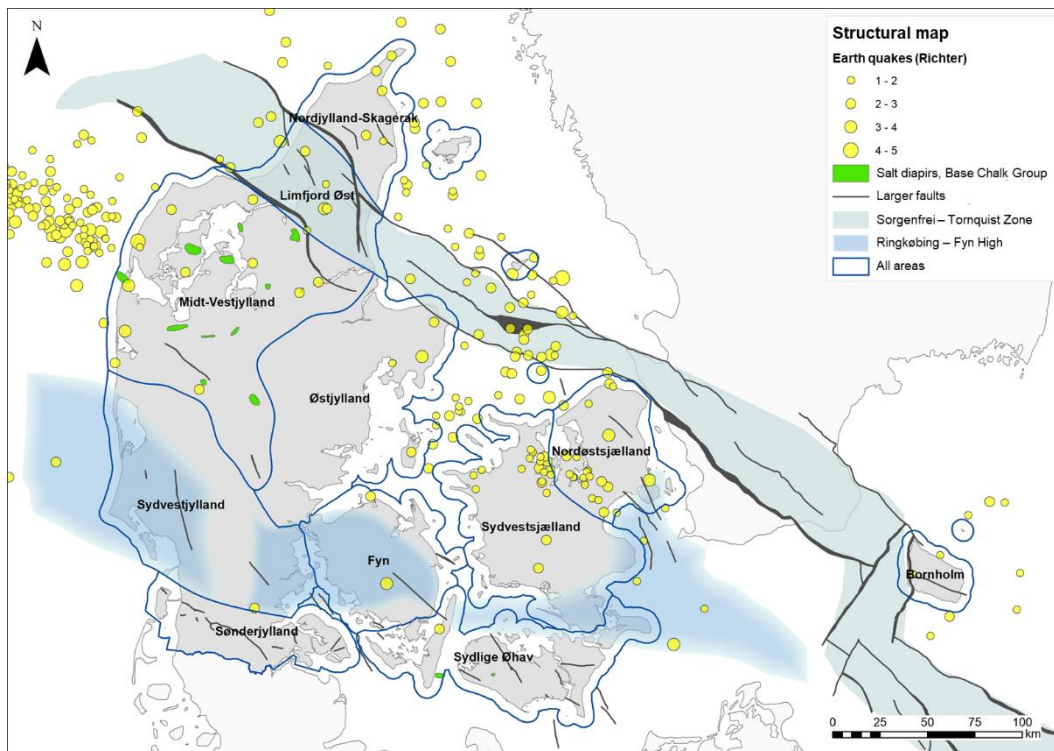 N
Structural map
Earth quakes (Richter)
1 - 2
2 - 3
3 - 4
4 - 5
Salt diapirs, Base Chalk Group
Larger faults
Sorgenfrei – Tornquist Zone
Ringkøbing – Fyn High
All areas
Nordjylland-Skagerak
Limfjord Øst
Midt-Vestjylland
Østjylland
Nordøstsjælland
Sydvestjylland
Sydvestsjælland
Fyn
Bornholm
Sønderjylland
Sydlige Øhav
0 12.5 25 50 75 100
km